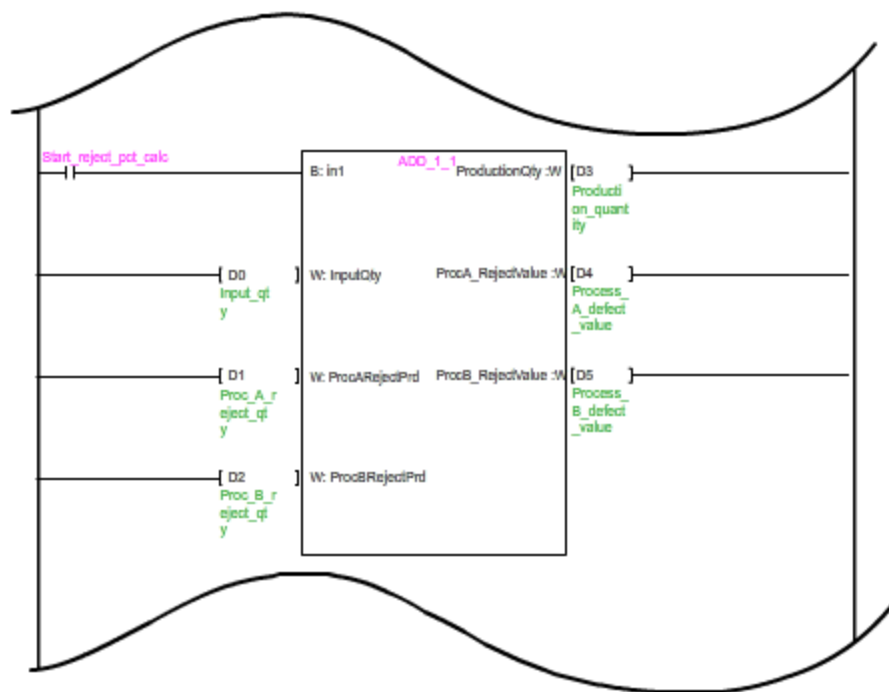 Start_reject_pct_calc
ADD_1_1
B: in1
ProductionQty :W
[D3 ]
Producti
on_quant
ity
[ D0 ]
Input_qt
y
W: InputQty
ProcA_RejectValue :W
[D4 ]
Process_
A_defect
_value
[ D1 ]
Proc_A_r
eject_qt
y
W: ProcARejectPrd
ProcB_RejectValue :W
[D5 ]
Process_
B_defect
_value
[ D2 ]
Proc_B_r
eject_qt
y
W: ProcBRejectPrd